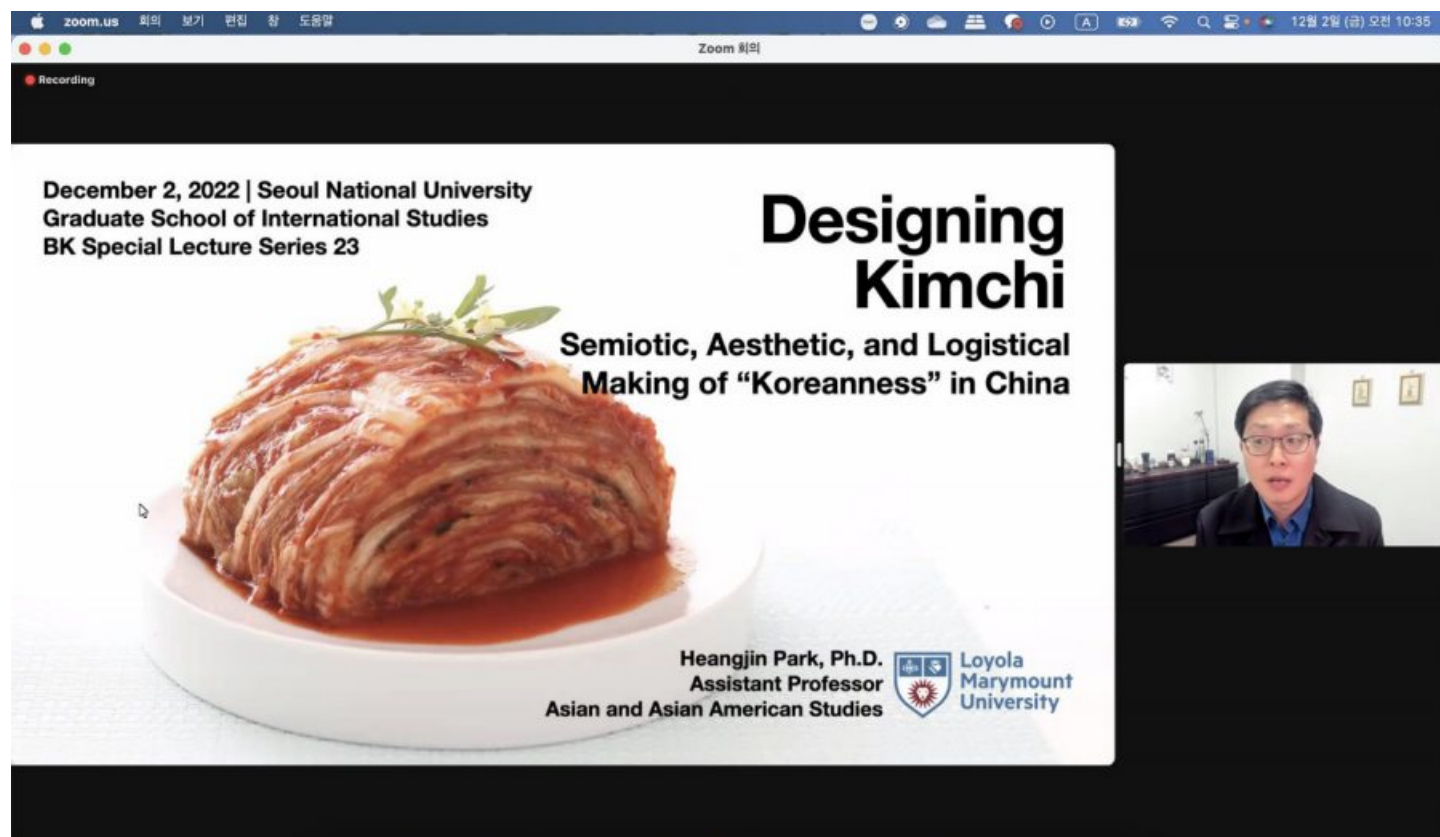 zoom.us 회의 보기 편집 창 도움말
A
12월 2일 (금) 오전 10:35
Zoom 회의
Recording
December 2, 2022 | Seoul National University
Graduate School of International Studies
BK Special Lecture Series 23
Designing
Kimchi
Semiotic, Aesthetic, and Logistical
Making of “Koreanness” in China
Heangjin Park, Ph.D.
Assistant Professor
Asian and Asian American Studies
Loyola
Marymount
University